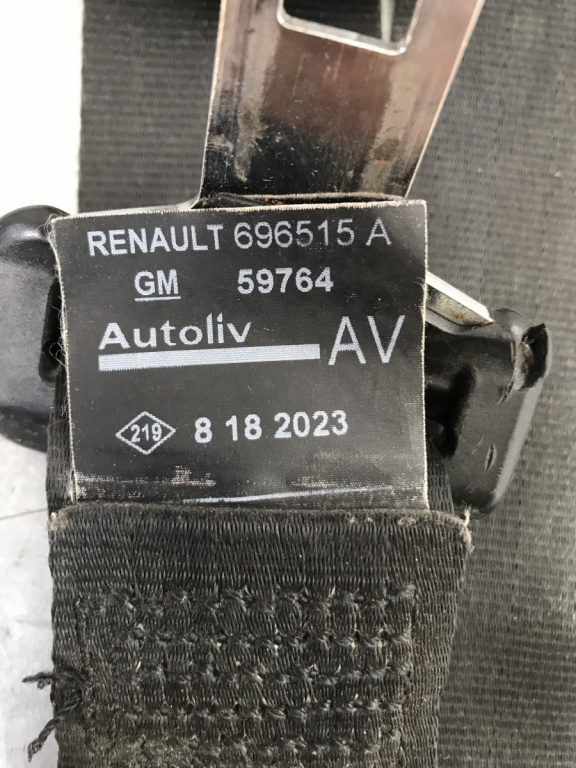 RENAULT 696515 A
GM 59764
Autoliv AV
219 8 18 2023